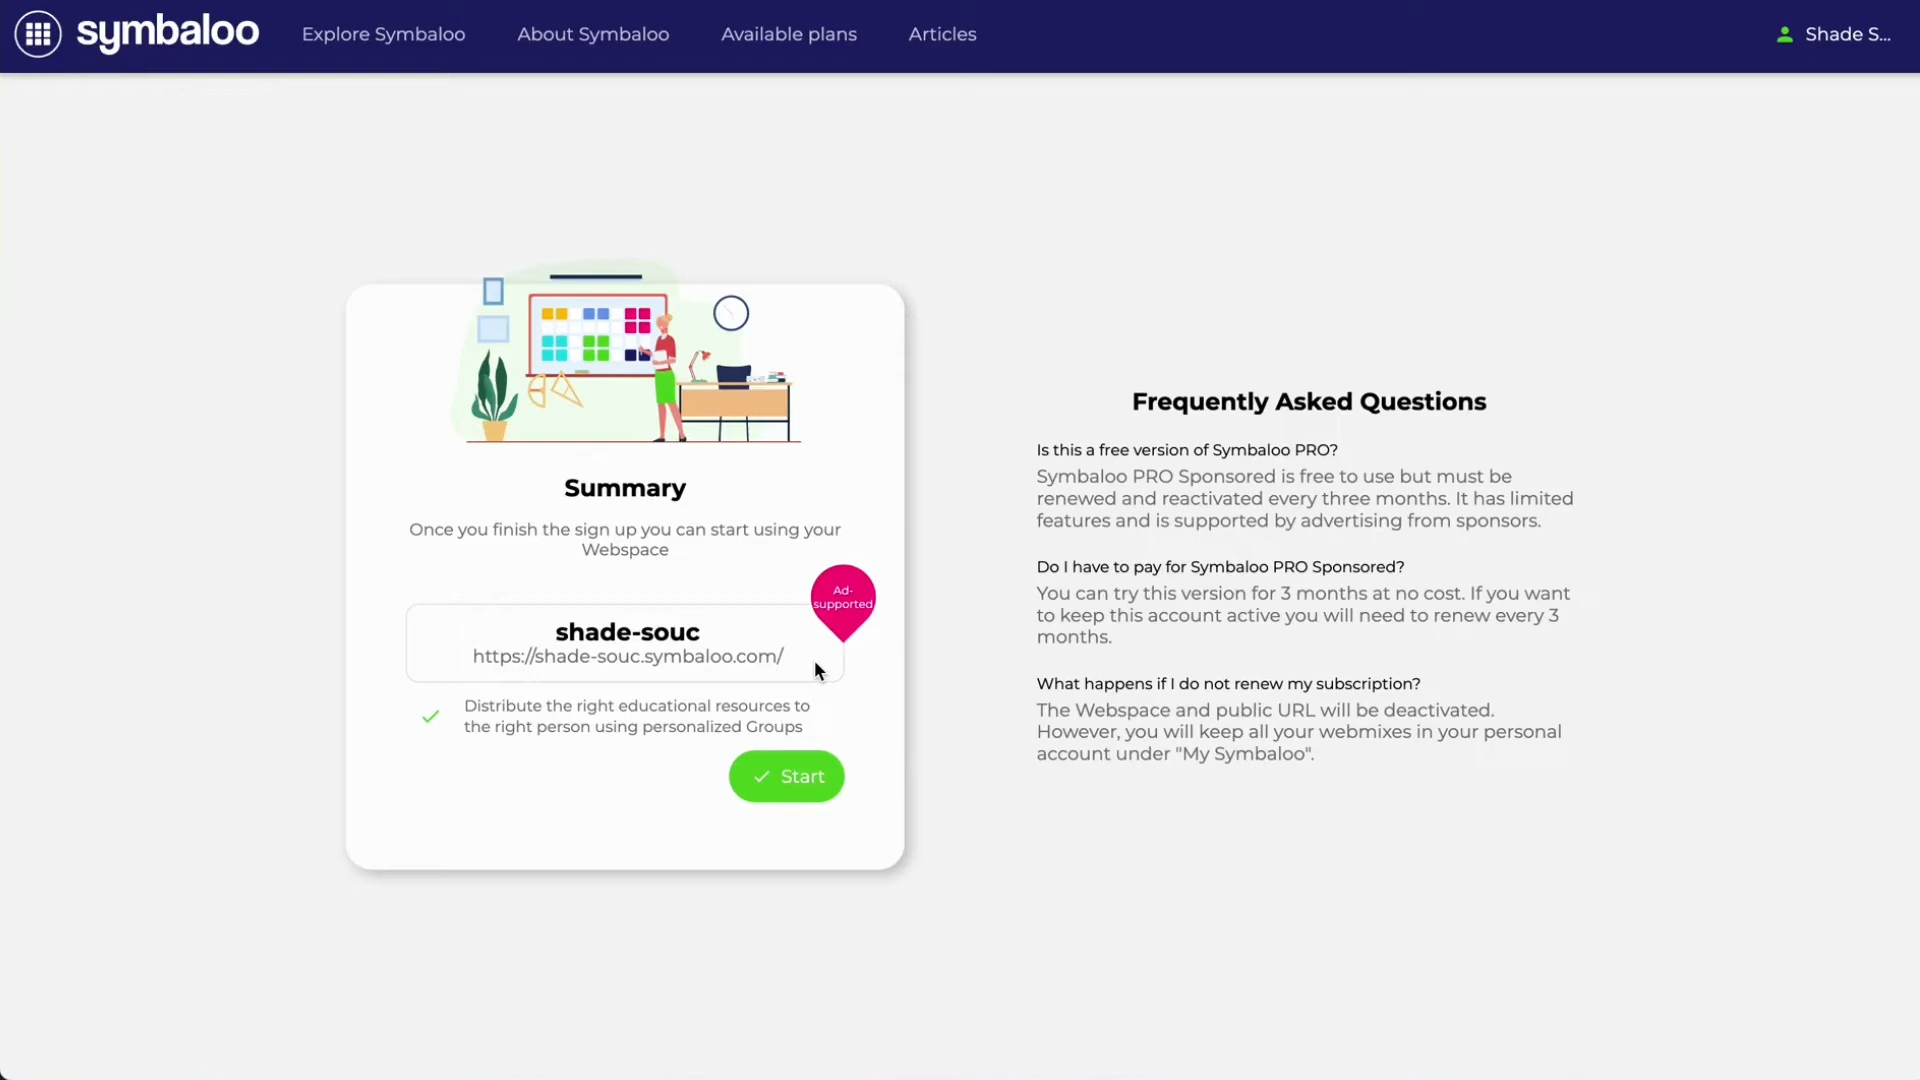 symbaloo
Explore Symbaloo
About Symbaloo
Available plans
Articles
Shade S...
Summary
Once you finish the sign up you can start using your
Webspace
Ad-
supported
shade-souc
https://shade-souc.symbaloo.com/
Distribute the right educational resources to
the right person using personalized Groups
Start
Frequently Asked Questions
Is this a free version of Symbaloo PRO?
Symbaloo PRO Sponsored is free to use but must be
renewed and reactivated every three months. It has limited
features and is supported by advertising from sponsors.
Do I have to pay for Symbaloo PRO Sponsored?
You can try this version for 3 months at no cost. If you want
to keep this account active you will need to renew every 3
months.
What happens if I do not renew my subscription?
The Webspace and public URL will be deactivated.
However, you will keep all your webmixes in your personal
account under "My Symbaloo".